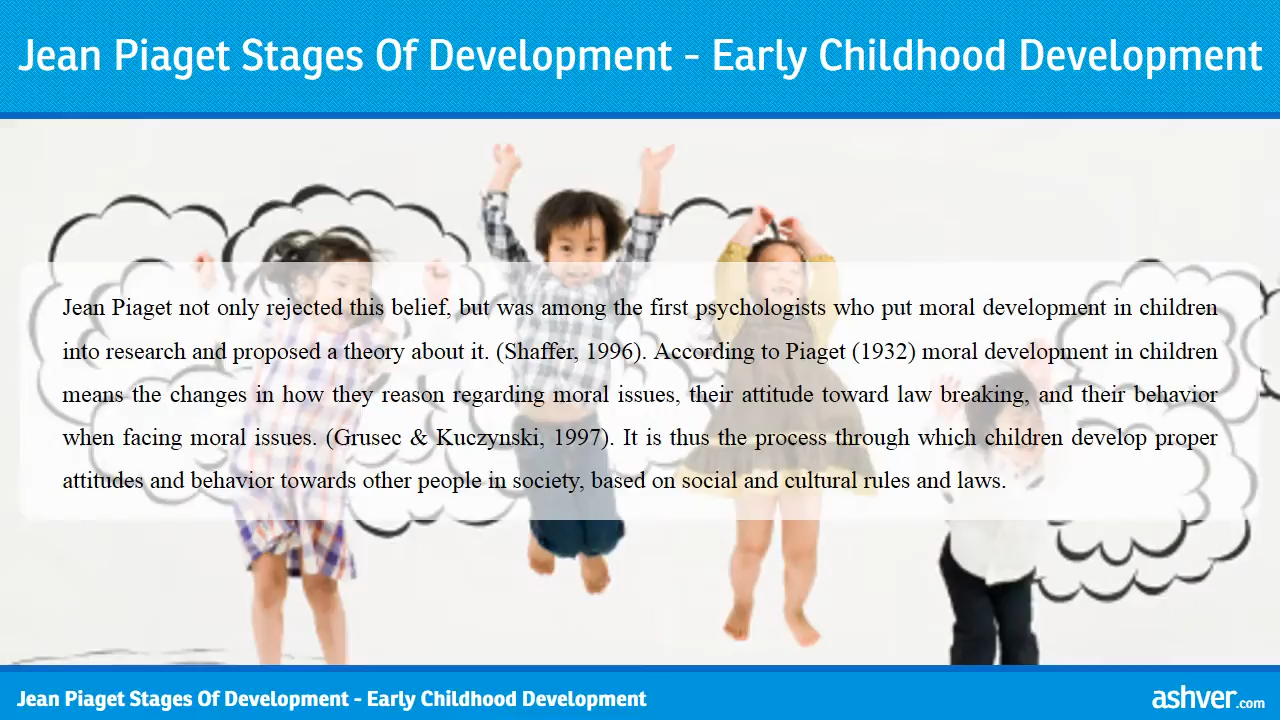 Jean Piaget Stages Of Development - Early Childhood Development
Jean Piaget not only rejected this belief, but was among the first psychologists who put moral development in children
into research and proposed a theory about it. (Shaffer, 1996). According to Piaget (1932) moral development in children
means the changes in how they reason regarding moral issues, their attitude toward law breaking, and their behavior
when facing moral issues. (Grusec & Kuczynski, 1997). It is thus the process through which children develop proper
attitudes and behavior towards other people in society, based on social and cultural rules and laws.
Jean Piaget Stages Of Development - Early Childhood Development
ashver.com